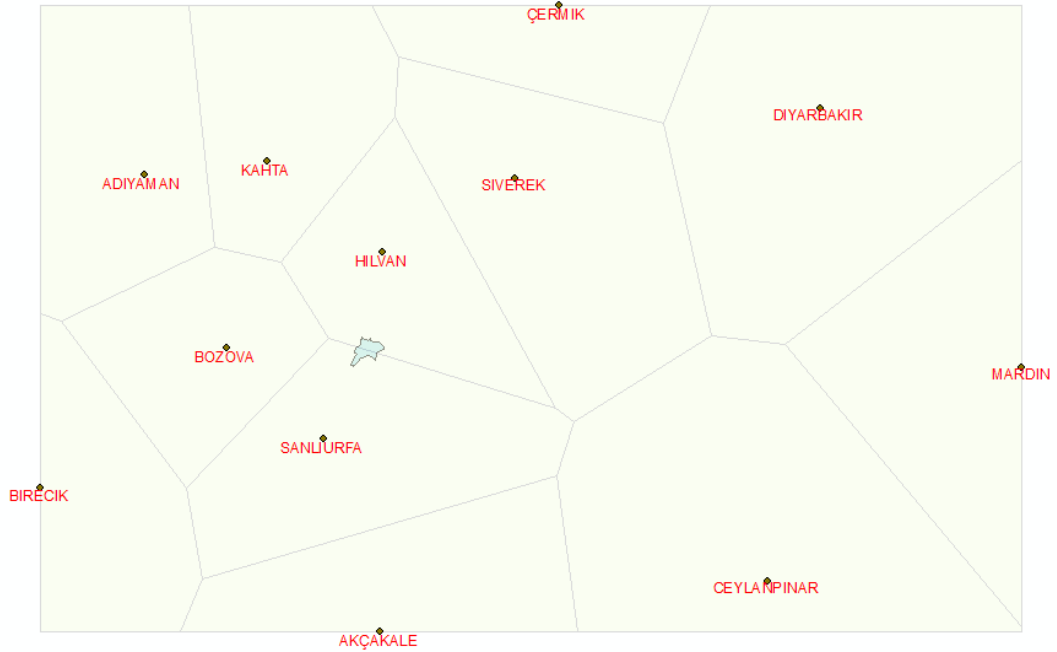 ÇERMIK
DIYARBAKIR
KAHTA
ADIYAMAN
SIVEREK
HILVAN
BOZOVA
MARDIN
SANLIURFA
BIRECIK
CEYLANPINAR
AKÇAKALE